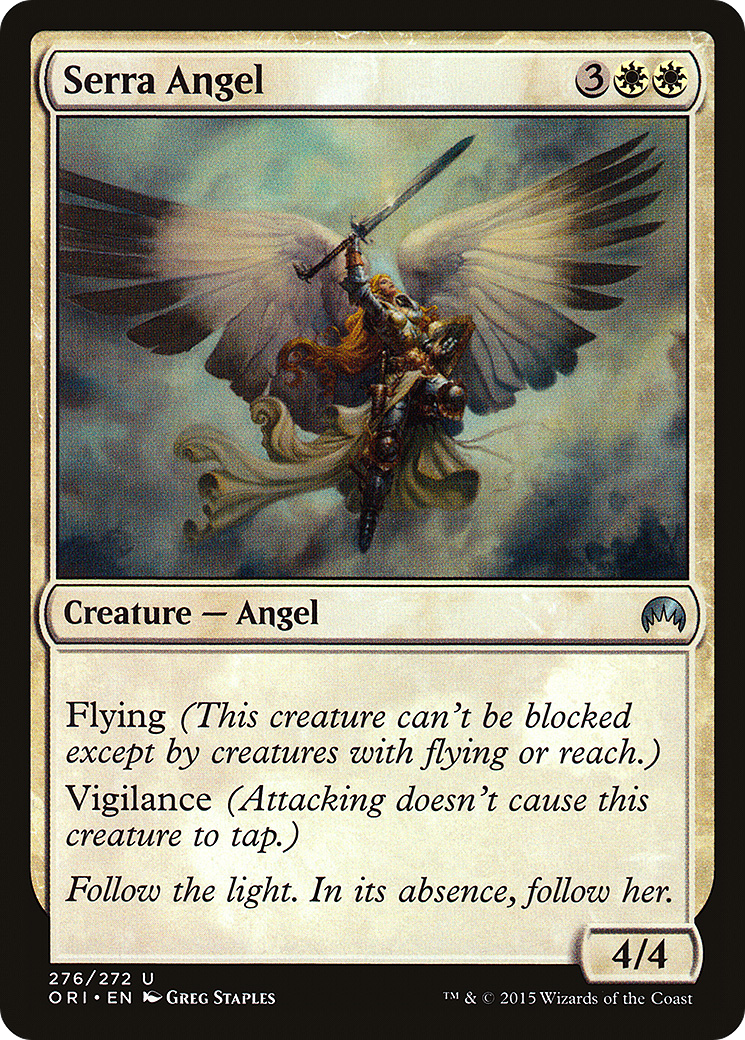 Serra Angel 3
Creature — Angel
Flying (This creature can't be blocked
except by creatures with flying or reach.)
Vigilance (Attacking doesn't cause this
creature to tap.)
Follow the light. In its absence, follow her.
4/4
276/272 U
ORI • EN Greg Staples
™ & © 2015 Wizards of the Coast